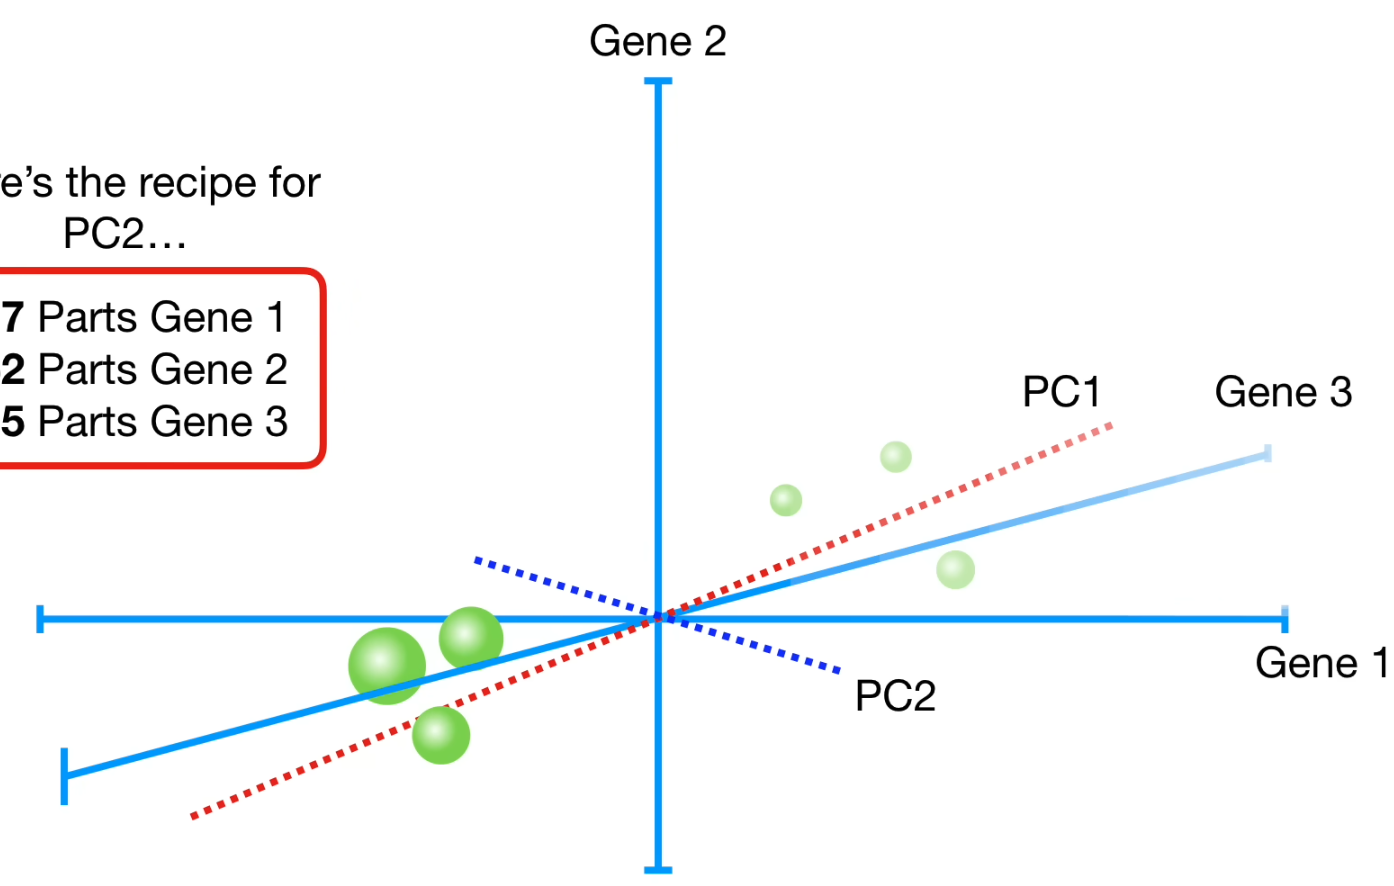 Gene 2
e's the recipe for
PC2...
7 Parts Gene 1
2 Parts Gene 2
5 Parts Gene 3
PC1
Gene 3
Gene 1
PC2